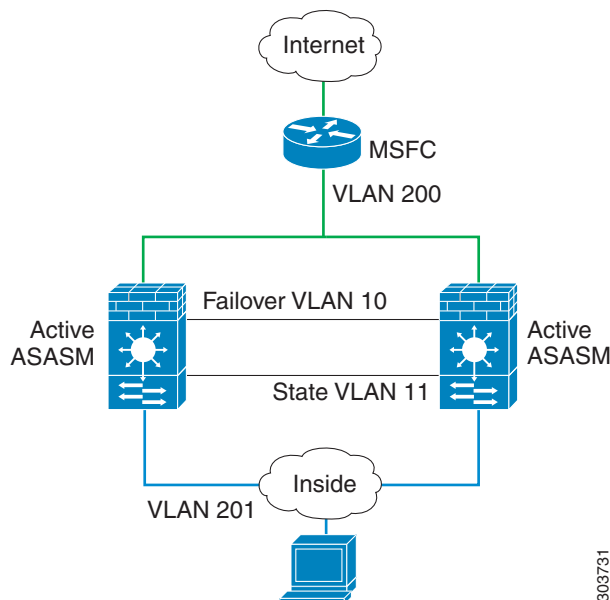 Internet
MSFC
VLAN 200
Failover VLAN 10
Active
ASASM
Active
ASASM
State VLAN 11
Inside
VLAN 201
303731